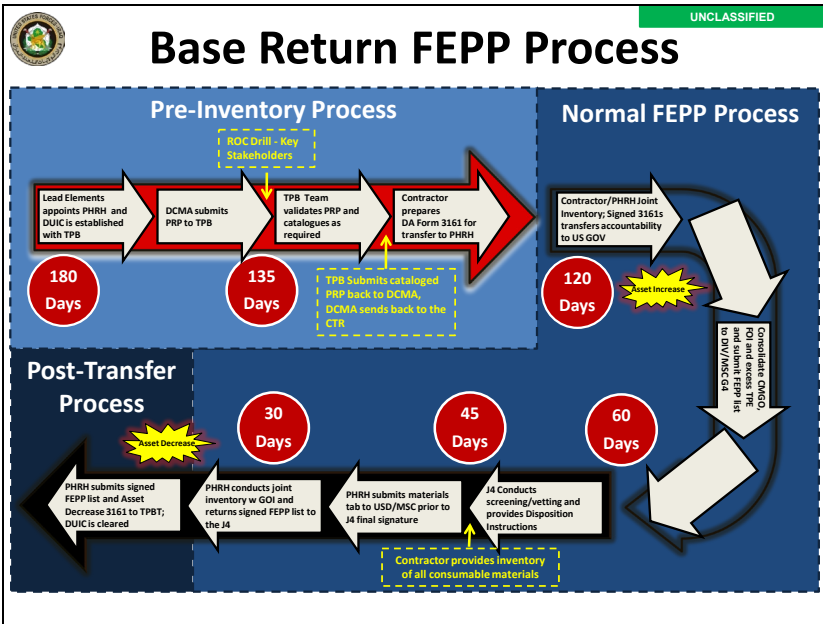 UNCLASSIFIED
UNITED STATES FORCES-IRAQ
Base Return FEPP Process
Pre-Inventory Process
Normal FEPP Process
ROC Drill - Key
Stakeholders
Lead Elements
appoints PHRH and
DUIC is established
with TPB
DCMA submits
PRP to TPB
TPB Team
validates PRP and
catalogues as
required
Contractor
prepares
DA Form 3161 for
transfer to PHRH
Contractor/PHRH Joint
Inventory; Signed 3161s
transfers accountability
to US GOV
180
Days
135
Days
TPB Submits cataloged
PRP back to DCMA,
DCMA sends back to the
CTR
120
Days
Asset Increase
Consolidate CMGO,
FOI and excess TPE
and submit FEPP list
to DIV/MSC G4
Post-Transfer
Process
Asset Decrease
30
Days
45
Days
60
Days
PHRH submits signed
FEPP list and Asset
Decrease 3161 to TPBT;
DUIC is cleared
PHRH conducts joint
inventory w GOI and
returns signed FEPP list to
the J4
PHRH submits materials
tab to USD/MSC prior to
J4 final signature
J4 Conducts
screening/vetting and
provides Disposition
Instructions
Contractor provides inventory
of all consumable materials